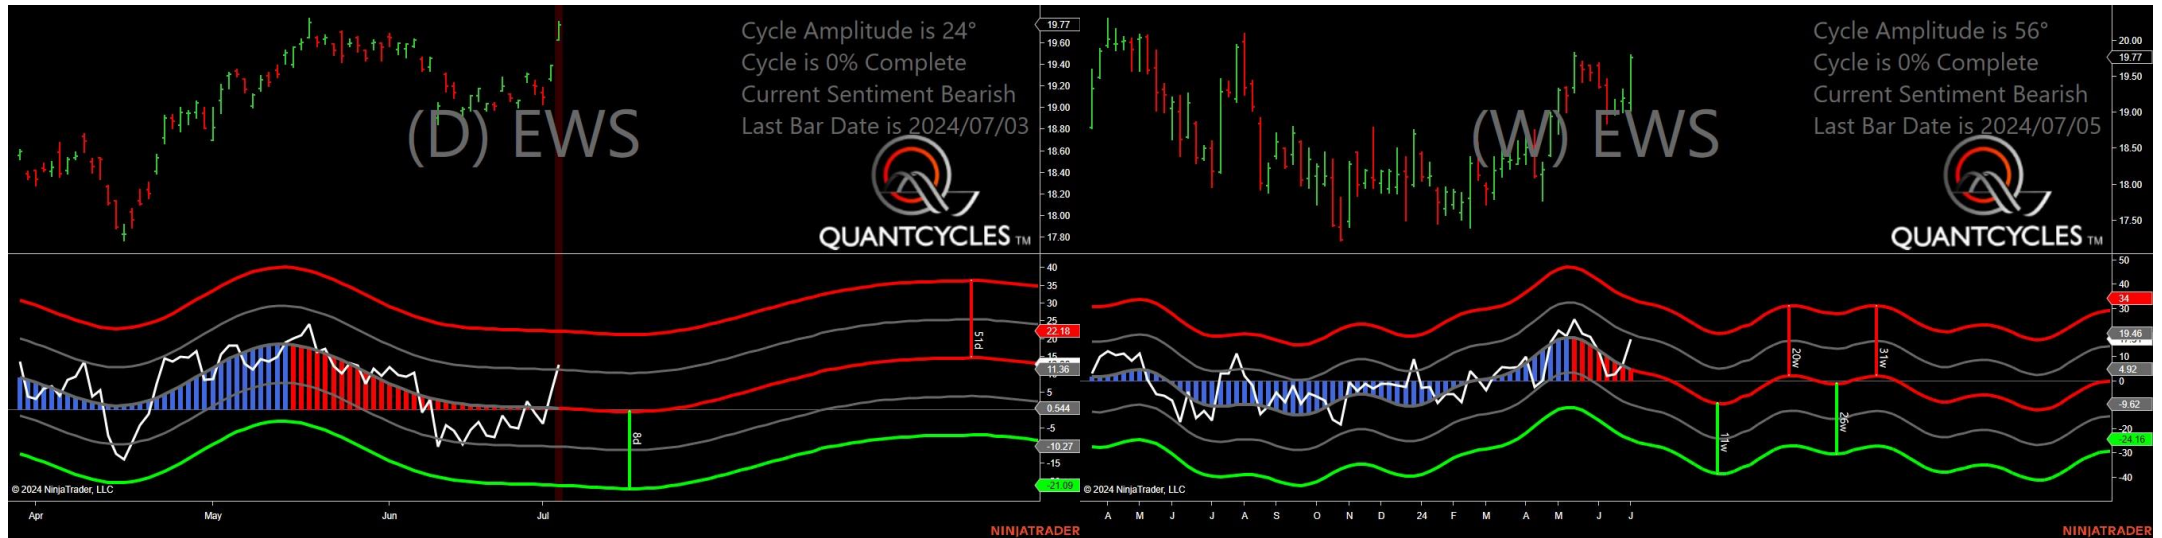 Cycle Amplitude is 24°
Cycle is 0% Complete
Current Sentiment Bearish
Last Bar Date is 2024/07/03
(D) EWS
QUANTCYCLES TM
19.77
19.60
19.40
19.20
19.00
18.80
18.60
18.40
18.20
18.00
17.80
40
35
30
25
22.18
20
15
11.36
5
0.544
-5
-10.27
-15
-21.09
51d
8d
© 2024 NinjaTrader, LLC
Apr May Jun Jul
NINJATRADER
Cycle Amplitude is 56°
Cycle is 0% Complete
Current Sentiment Bearish
Last Bar Date is 2024/07/05
(W) EWS
QUANTCYCLES TM
20.00
19.77
19.50
19.00
18.50
18.00
17.50
50
40
34
30
19.46
10
4.92
0
-9.62
-20
-24.16
-30
-40
20w
31w
11w
26w
© 2024 NinjaTrader, LLC
A M J J A S O N D 24 F M A M J J
NINJATRADER